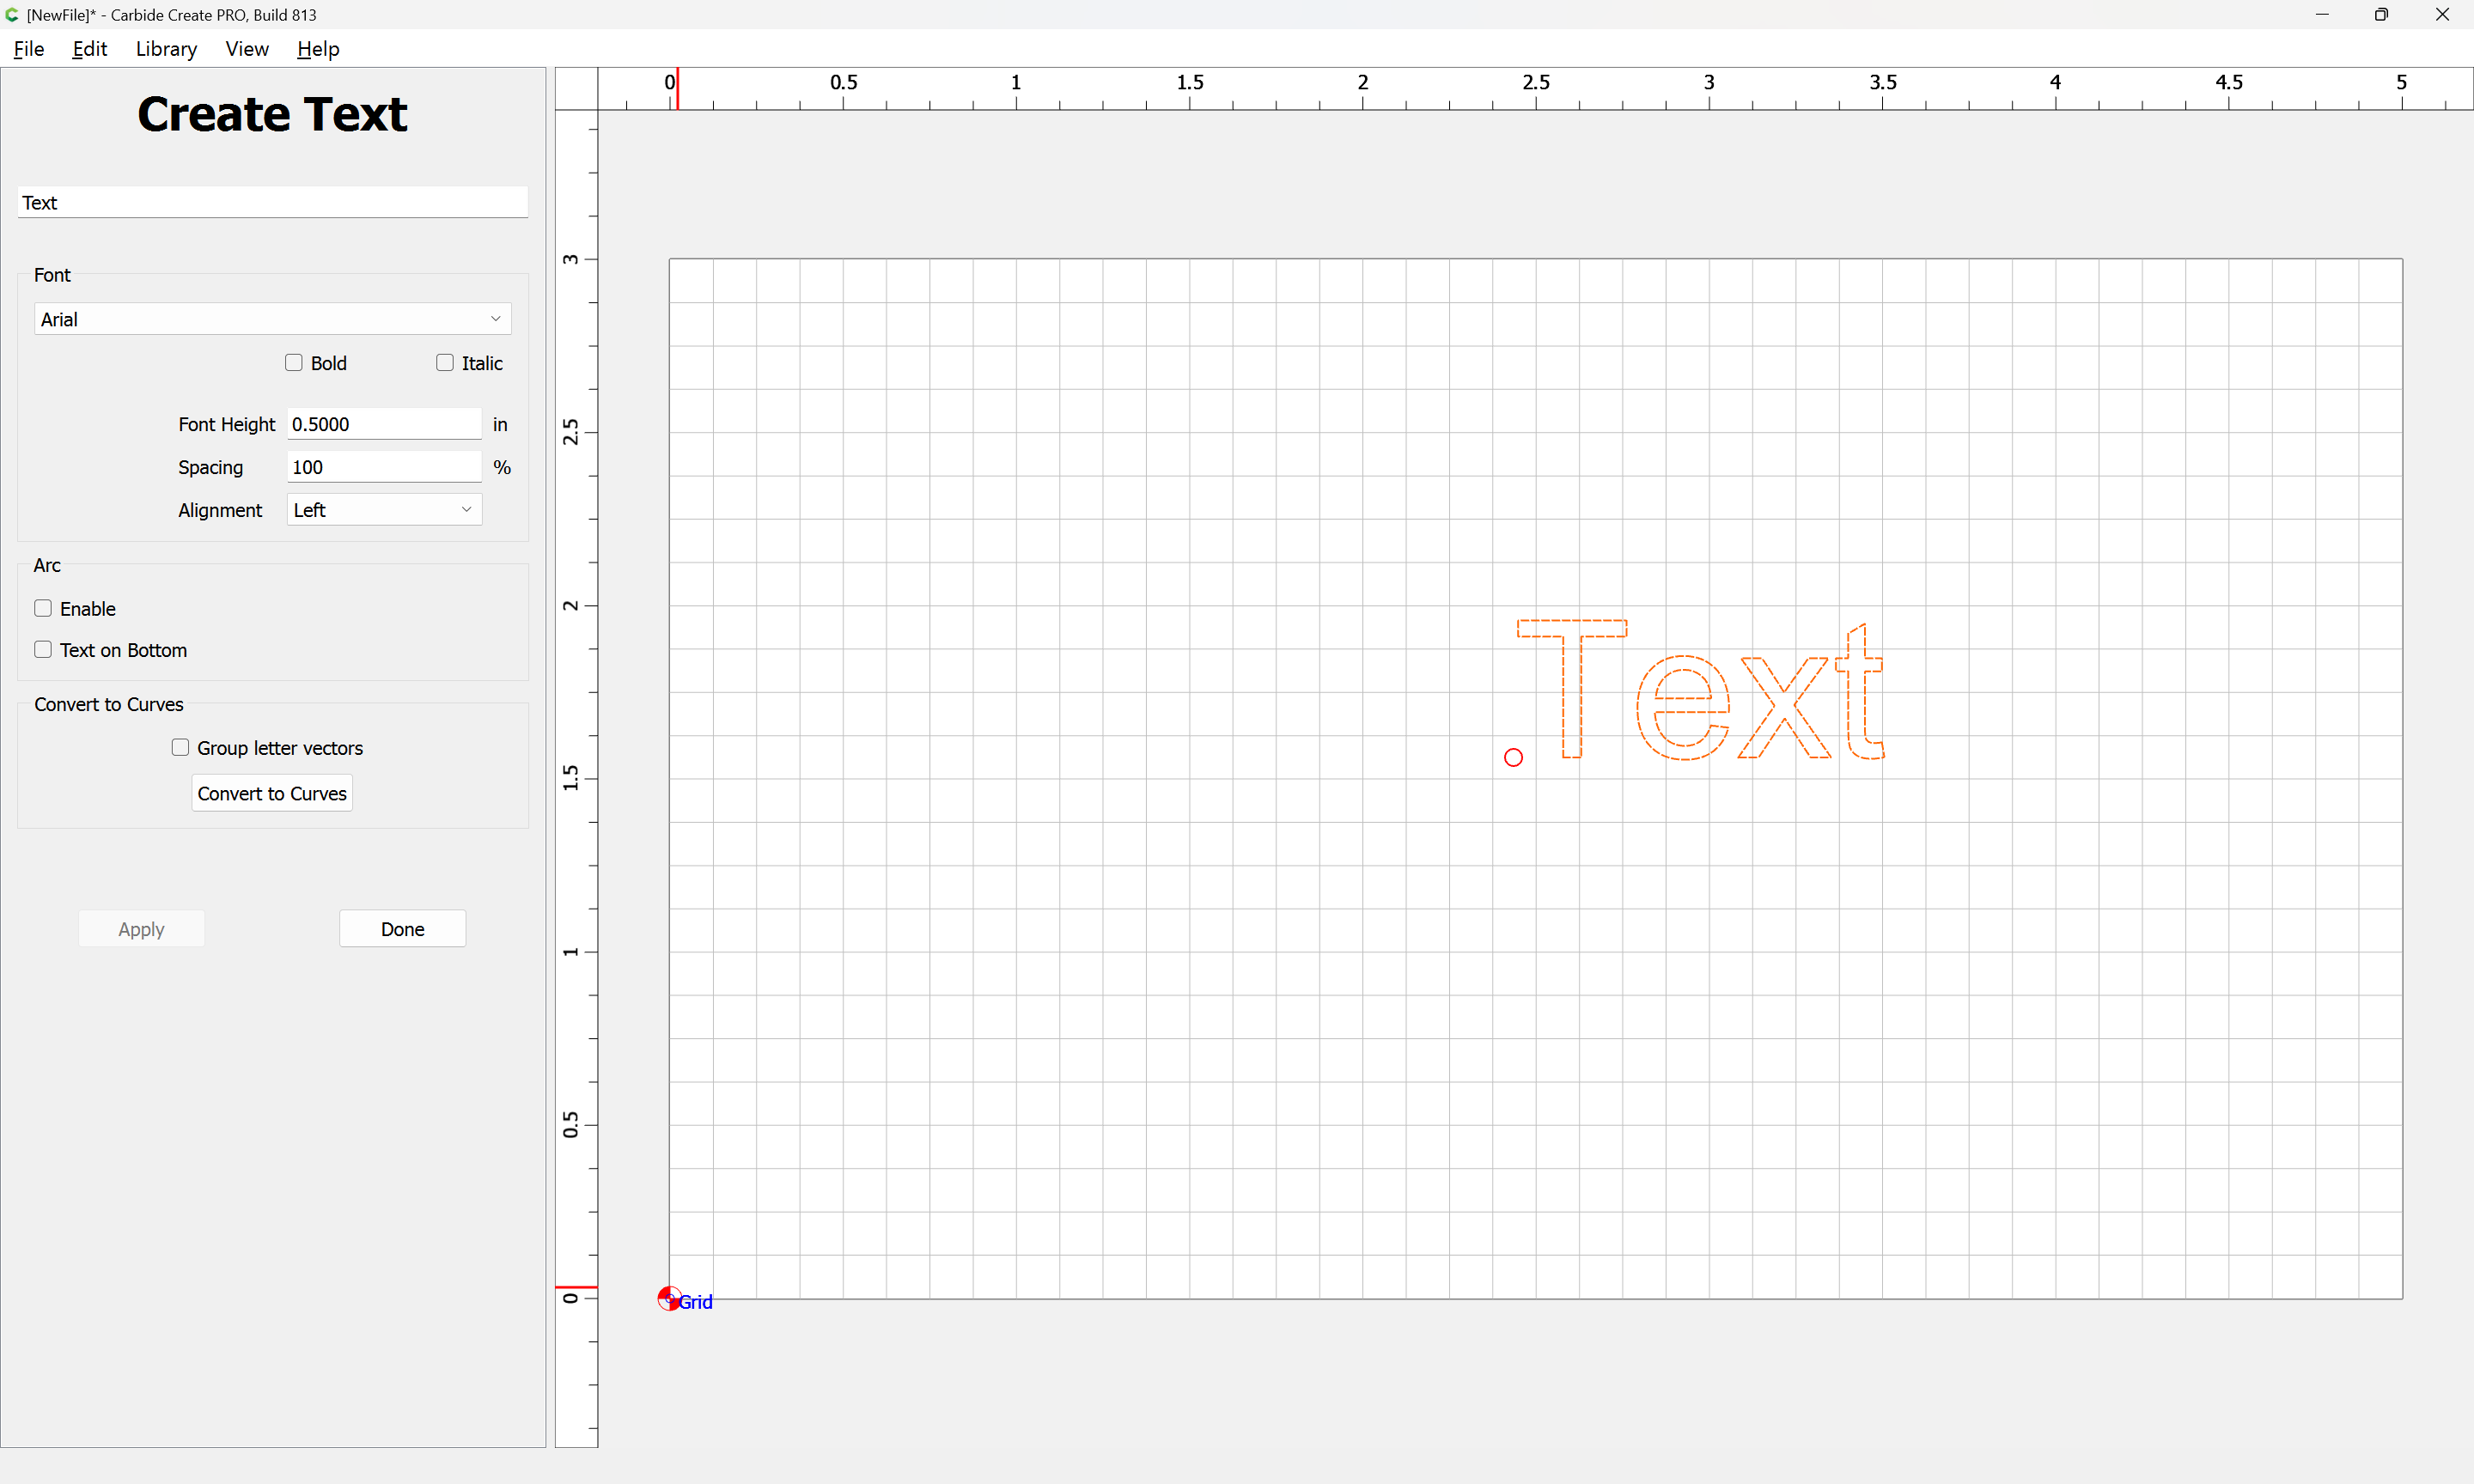 [NewFile]* - Carbide Create PRO, Build 813
File Edit Library View Help
Create Text
Text
Font
Arial
Bold Italic
Font Height 0.5000 in
Spacing 100 %
Alignment Left
Arc
Enable
Text on Bottom
Convert to Curves
Group letter vectors
Convert to Curves
Apply Done
0 0.5 1 1.5 2 2.5 3 3.5 4 4.5 5
3
2.5
2
1.5
1
0.5
0
Text
Grid